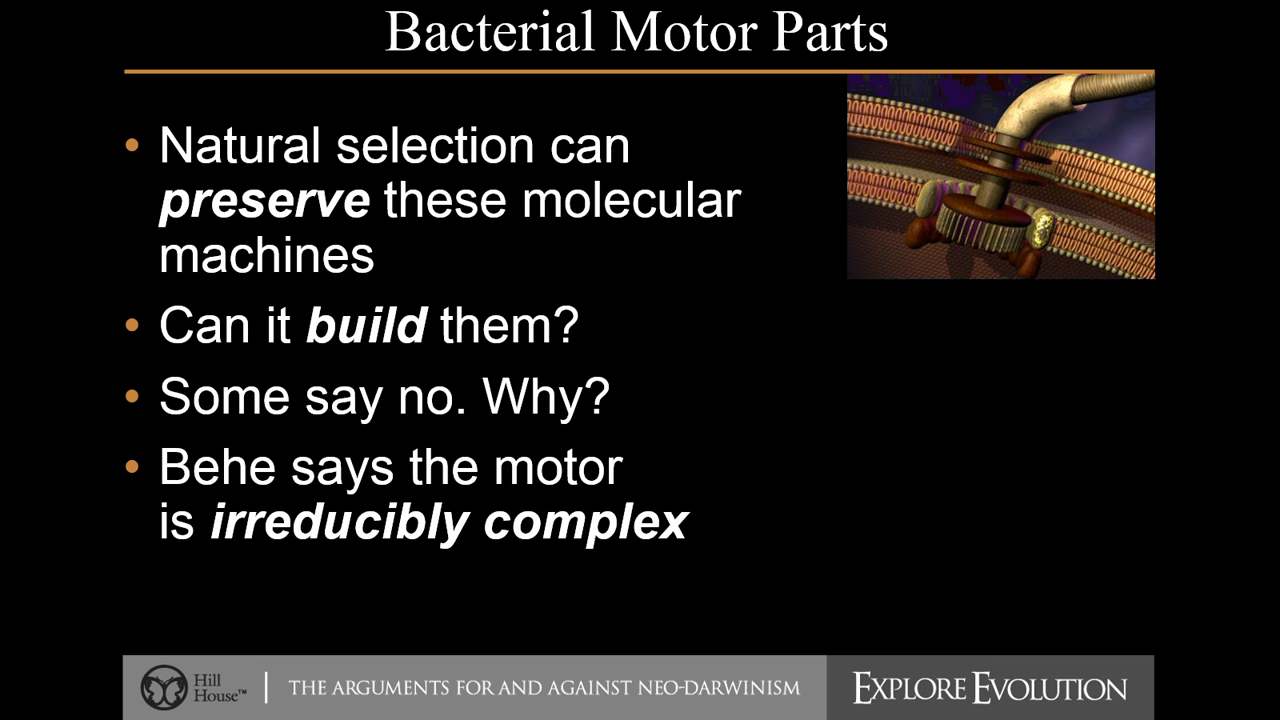 Bacterial Motor Parts
• Natural selection can
preserve these molecular
machines
• Can it build them?
• Some say no. Why?
• Behe says the motor
is irreducibly complex
Hill
House™
THE ARGUMENTS FOR AND AGAINST NEO-DARWINISM
EXPLORE EVOLUTION